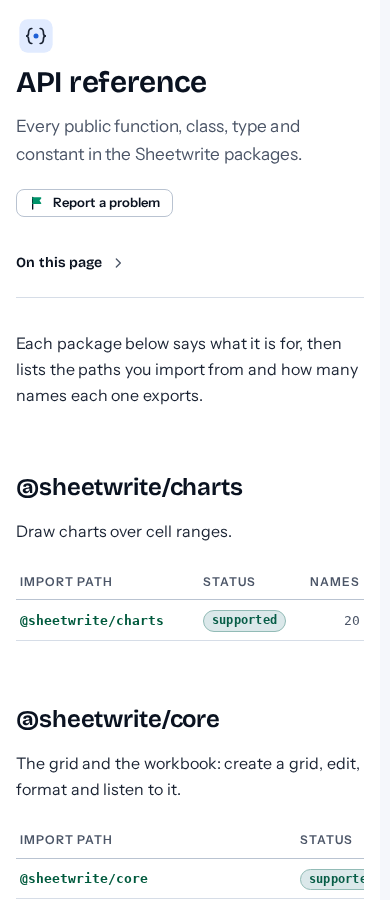 {•}
API reference
Every public function, class, type and
constant in the Sheetwrite packages.
Report a problem
On this page
Each package below says what it is for, then
lists the paths you import from and how many
names each one exports.
@sheetwrite/charts
Draw charts over cell ranges.
IMPORT PATH STATUS NAMES
@sheetwrite/charts supported 20
@sheetwrite/core
The grid and the workbook: create a grid, edit,
format and listen to it.
IMPORT PATH STATUS
@sheetwrite/core supporte